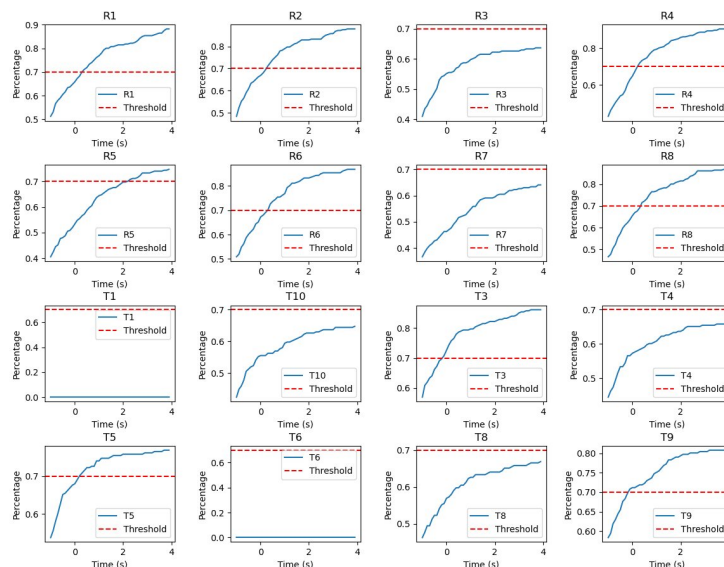 R1 R2 R3 R4
0.9 0.8 0.7 0.6 0.5
Percentage
R1
Threshold
0 2 4
Time (s)
0.8 0.7 0.6 0.5
Percentage
R2
Threshold
0 2 4
Time (s)
0.7 0.6 0.5 0.4
Percentage
R3
Threshold
0 2 4
Time (s)
0.8 0.6
Percentage
R4
Threshold
0 2
Time (s)
R5 R6 R7 R8
0.7 0.6 0.5 0.4
Percentage
R5
Threshold
0 2 4
Time (s)
0.8 0.7 0.6 0.5
Percentage
R6
Threshold
0 2 4
Time (s)
0.7 0.6 0.5 0.4
Percentage
R7
Threshold
0 2 4
Time (s)
0.8 0.7 0.6 0.5
Percentage
R8
Threshold
0 2
Time (s)
T1 T10 T3 T4
0.6 0.4 0.2 0.0
Percentage
T1
Threshold
0 2 4
Time (s)
0.7 0.6 0.5
Percentage
T10
Threshold
0 2 4
Time (s)
0.8 0.7 0.6
Percentage
T3
Threshold
0 2 4
Time (s)
0.7 0.6 0.5
Percentage
T4
Threshold
0 2
Time (s)
T5 T6 T8 T9
0.7 0.6
Percentage
T5
Threshold
0 2 4
Time (s)
0.6 0.4 0.2 0.0
Percentage
T6
Threshold
0 2 4
Time (s)
0.7 0.6 0.5
Percentage
T8
Threshold
0 2 4
Time (s)
0.80 0.75 0.70 0.65 0.60
Percentage
T9
Threshold
0 2
Time (s)